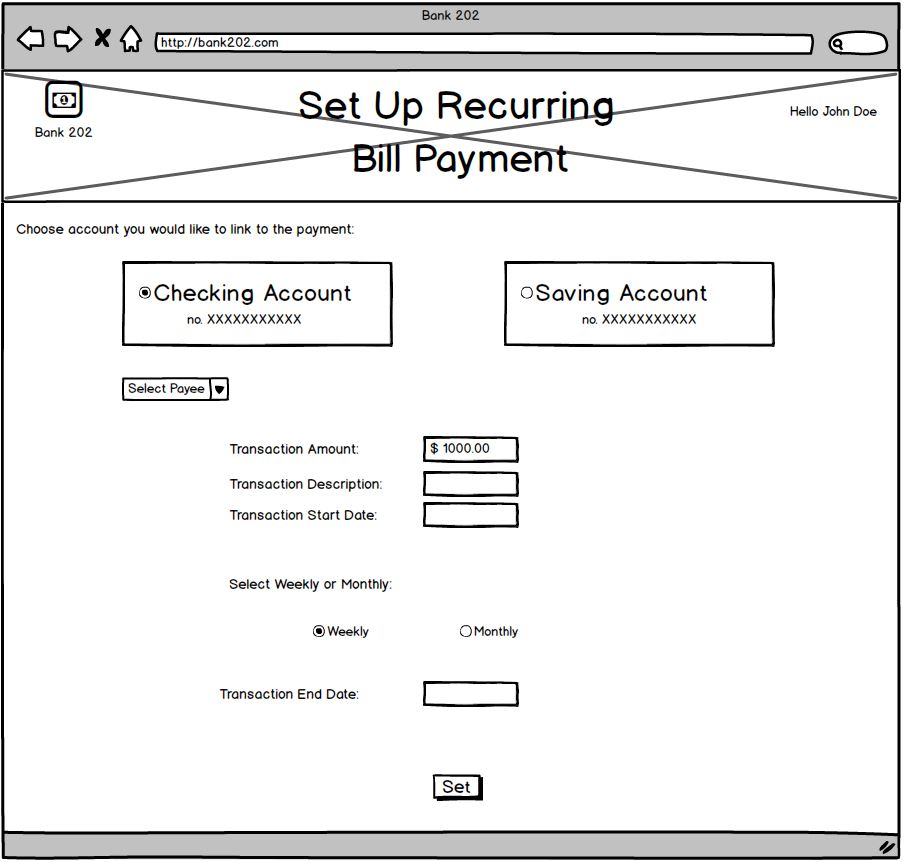 Bank 202
http://bank202.com
Bank 202
Set Up Recurring
Bill Payment
Hello John Doe
Choose account you would like to link to the payment:
Checking Account
no. XXXXXXXXXXX
Saving Account
no. XXXXXXXXXXX
Select Payee
Transaction Amount: $ 1000.00
Transaction Description:
Transaction Start Date:
Select Weekly or Monthly:
Weekly Monthly
Transaction End Date:
Set